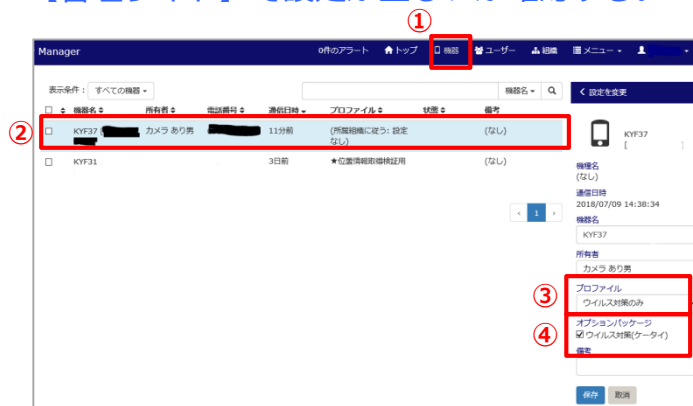 ①
Manager 0件のアラート トップ 機器 ユーザー 組織 メニュー
表示条件： すべての機器 機器名
機器名 所有者 電話番号 通信日時 プロファイル 状態 備考
② KYF37 ( カメラ あり男 11分前 (所属組織に従う: 設定なし) (なし)
KYF31 3日前 ★位置情報取得検証用 (なし)
‹ 1 ›
< 設定を変更
KYF37
[ ]
機種名
(なし)
通信日時
2018/07/09 14:38:34
機器名
KYF37
所有者
カメラ あり男
③ プロファイル
ウイルス対策のみ
④ オプションパッケージ
ウイルス対策(ケータイ)
備考
保存 取消